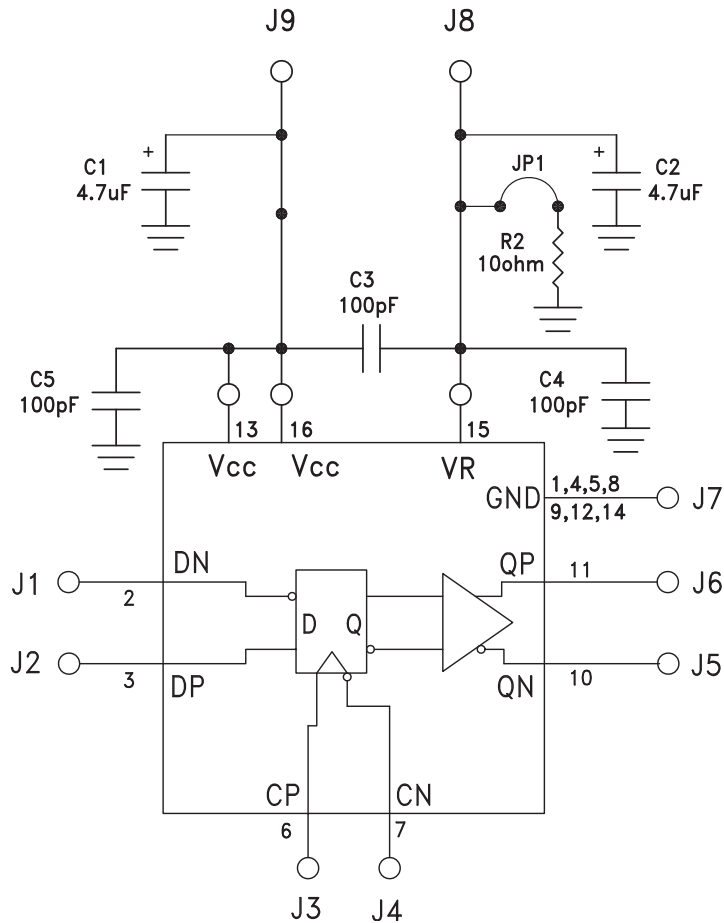 J9 J8
+ +
C1 JP1 C2
4.7uF 4.7uF
R2
10ohm
C3
100pF
C5 C4
100pF 100pF
13 16 15
Vcc Vcc VR
GND 1,4,5,8 J7
9,12,14
J1 DN QP 11 J6
2
D Q
J2 J5
3 DP QN 10
CP CN
6 7
J3 J4